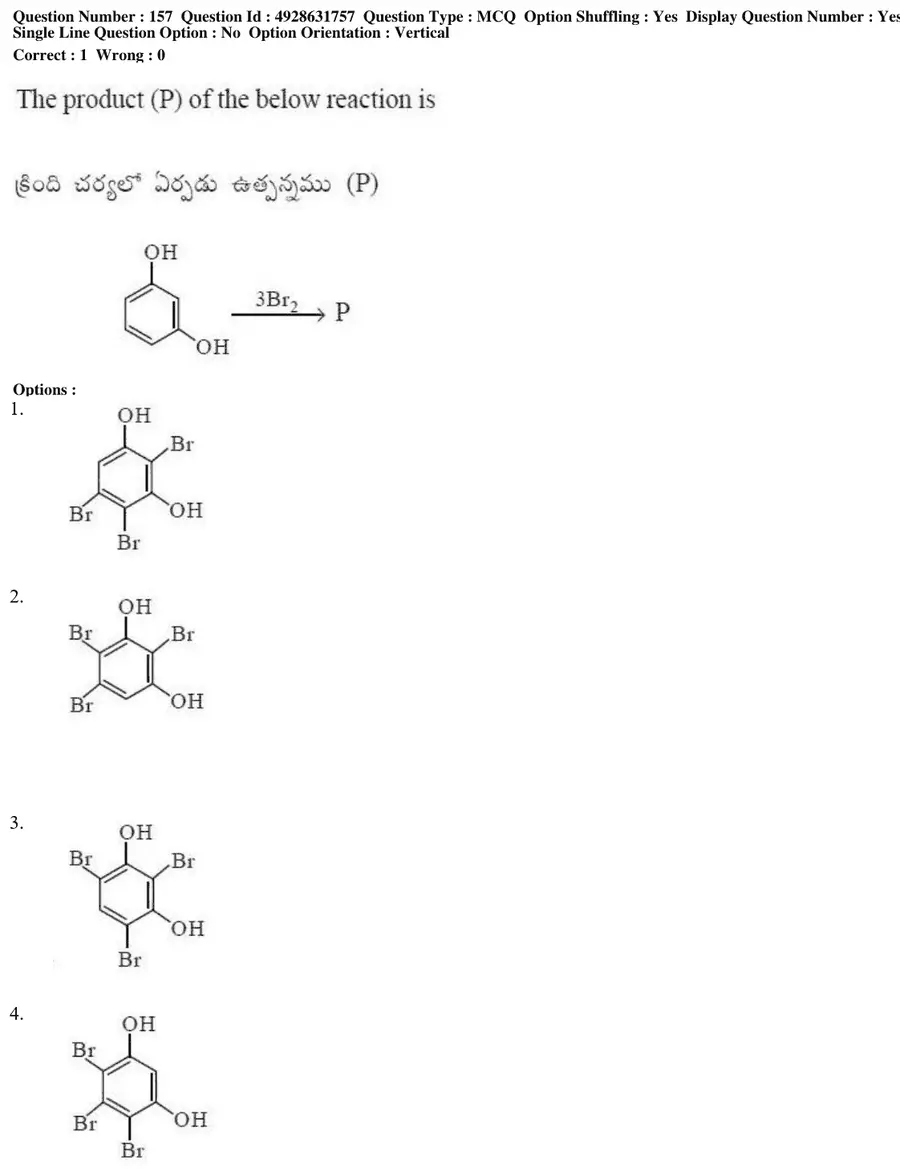 Question Number : 157 Question Id : 4928631757 Question Type : MCQ Option Shuffling : Yes Display Question Number : Yes
Single Line Question Option : No Option Orientation : Vertical
Correct : 1 Wrong : 0
The product (P) of the below reaction is
క్రింది చర్యలో ఏర్పడు ఉత్పన్నము (P)
OH
3Br₂
P
OH
Options :
1.
OH
Br
Br
OH
Br
2.
OH
Br
Br
Br
OH
3.
OH
Br
Br
OH
Br
4.
OH
Br
Br
OH
Br